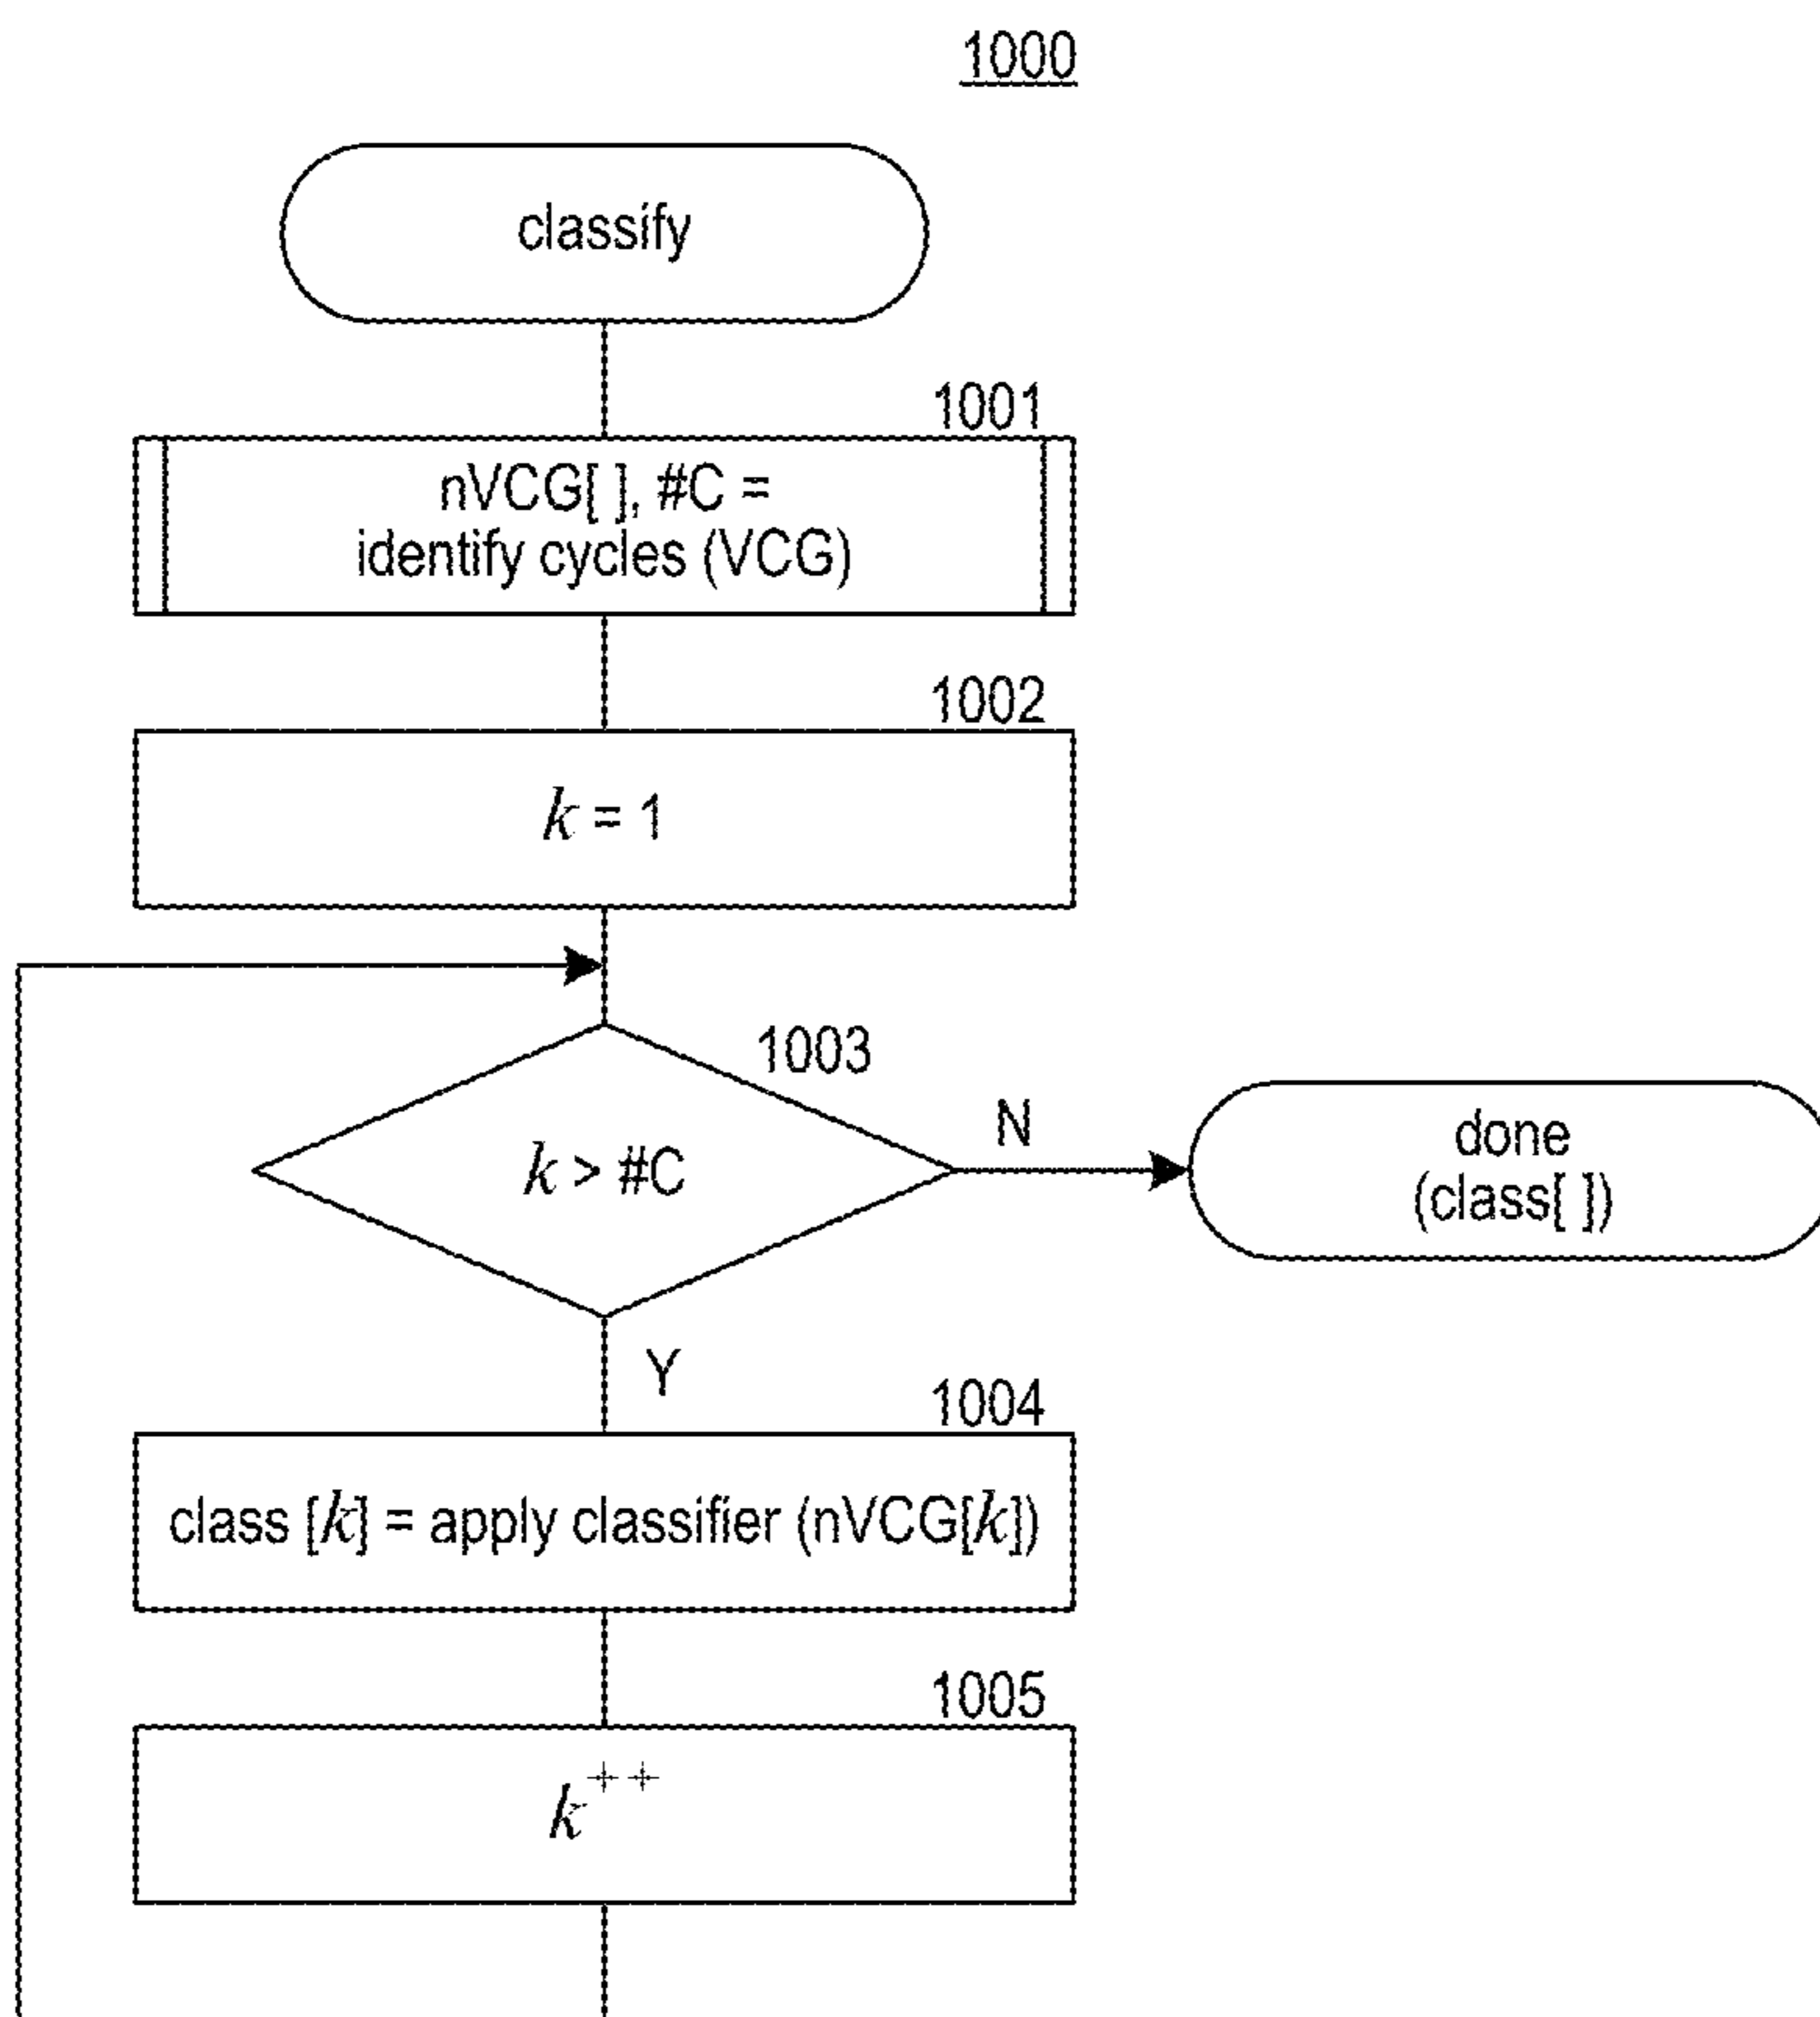 1000
classify
1001
nVCG[ ], #C =
identify cycles (VCG)
1002
k = 1
1003
k > #C
N
done
(class[ ])
Y
1004
class [k] = apply classifier (nVCG[k])
1005
k++